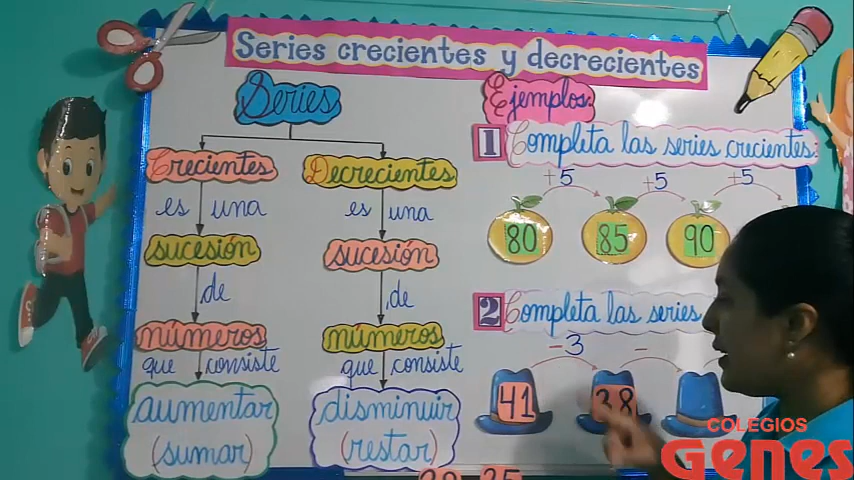 Series crecientes y decrecientes
Series
Crecientes
es una
sucesión
de
números
que consiste
aumentar
(sumar)
Decrecientes
es una
sucesión
de
números
que consiste
disminuir
(restar)
Ejemplos
1 Completa las series crecientes
+5 +5 +5
80 85 90
2 Completa las series
-3 -
41 38
COLEGIOS
Genes